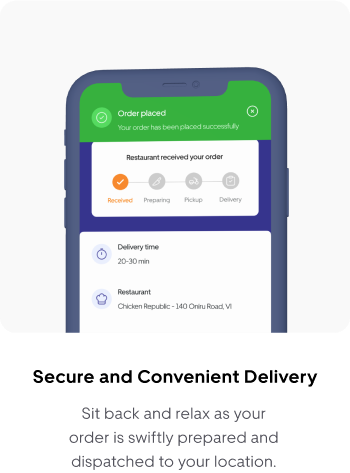 Order placed
Your order has been placed successfully
Restaurant received your order
Received Preparing Pickup Delivery
Delivery time
20-30 min
Restaurant
Chicken Republic - 140 Oniru Road, VI
Secure and Convenient Delivery
Sit back and relax as your
order is swiftly prepared and
dispatched to your location.